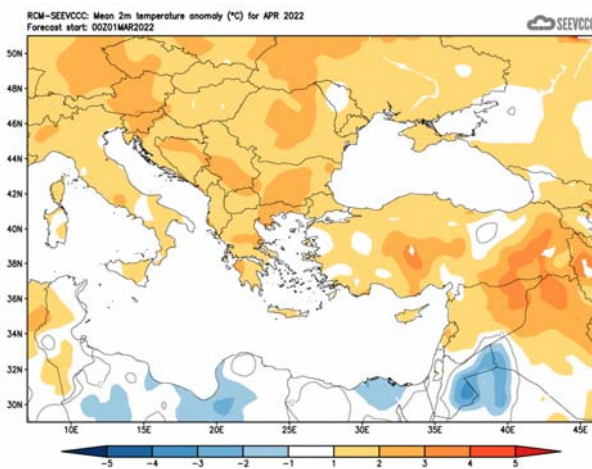 RCM-SEEVCCC: Mean 2m temperature anomaly (°C) for APR 2022
Forecast start: 00Z01MAR2022
SEEVCCC
50N
48N
46N
44N
42N
40N
38N
36N
34N
32N
30N
10E 15E 20E 25E 30E 35E 40E 45E
-5 -4 -3 -2 -1 1 2 3 4 5